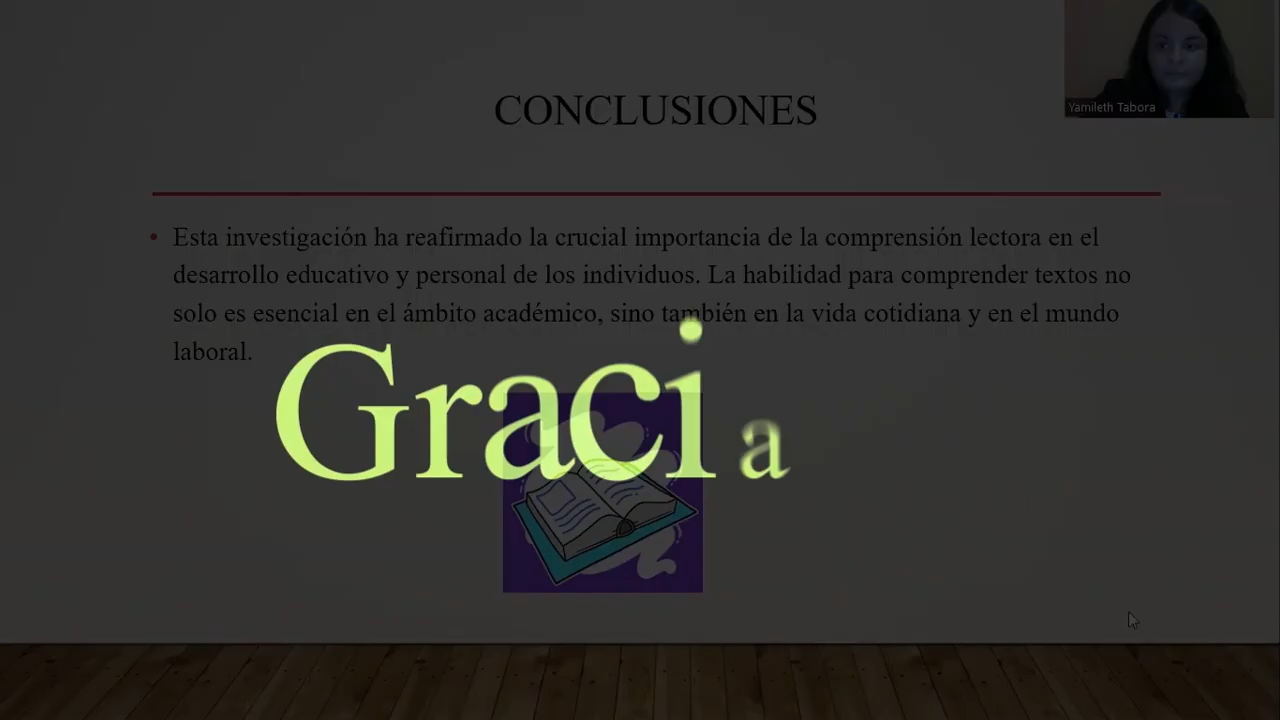 Yamileth Tabora
CONCLUSIONES
• Esta investigación ha reafirmado la crucial importancia de la comprensión lectora en el
desarrollo educativo y personal de los individuos. La habilidad para comprender textos no
solo es esencial en el ámbito académico, sino también en la vida cotidiana y en el mundo
laboral.
Gracia